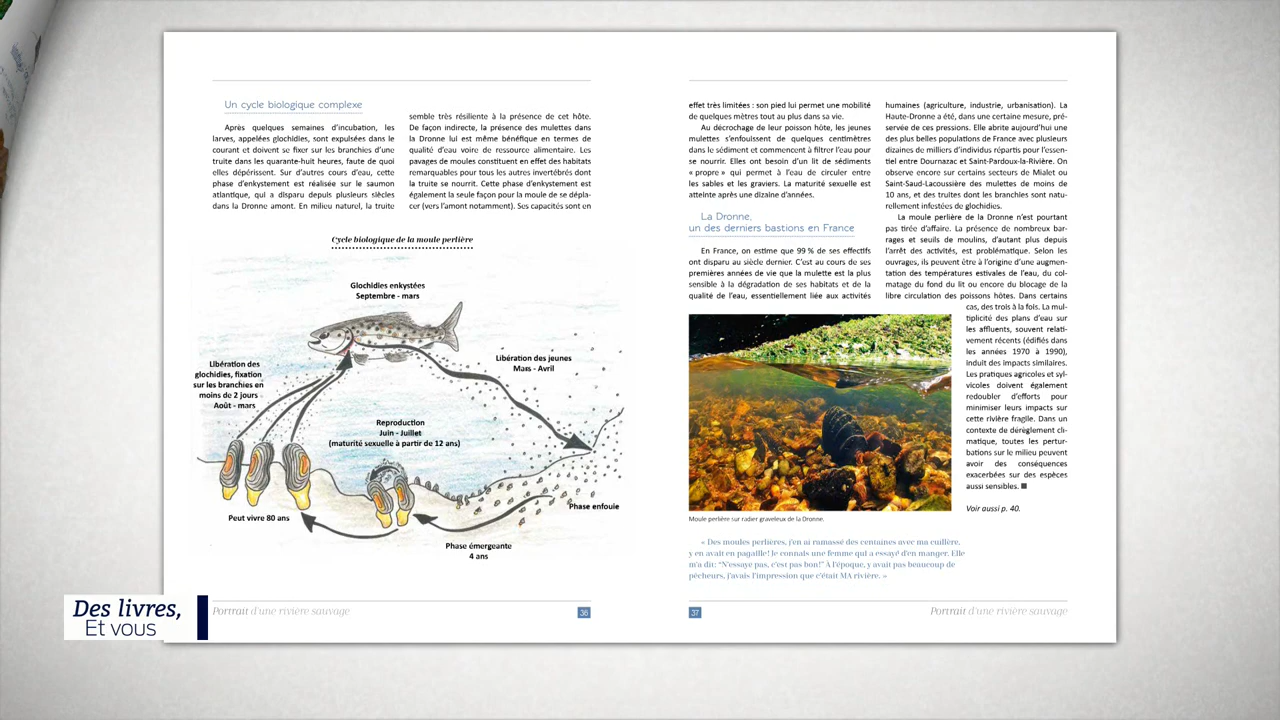 Un cycle biologique complexe
Après quelques semaines d'incubation, les
larves, appelées glochidies, sont expulsées dans le
courant et doivent se fixer sur les branchies d'une
truite dans les quarante-huit heures, faute de quoi
elles dépérissent. Sur d'autres cours d'eau, cette
phase d'enkystement est réalisée sur le saumon
atlantique, qui a disparu depuis plusieurs siècles
dans la Dronne amont. En milieu naturel, la truite
semble très résiliente à la présence de cet hôte.
De façon indirecte, la présence des mulettes dans
la Dronne lui est même bénéfique en termes de
qualité d'eau voire de ressource alimentaire. Les
pavages de moules constituent en effet des habitats
remarquables pour tous les autres invertébrés dont
la truite se nourrit. Cette phase d'enkystement est
également la seule façon pour la moule de se dépla-
cer (vers l'amont notamment). Ses capacités sont en
Cycle biologique de la moule perlière
Glochidies enkystées
Septembre - mars
Libération des
glochidies, fixation
sur les branchies en
moins de 2 jours
Août - mars
Libération des jeunes
Mars - Avril
Reproduction
Juin - Juillet
(maturité sexuelle à partir de 12 ans)
Phase enfouie
Peut vivre 80 ans
Phase émergeante
4 ans
Portrait d'une rivière sauvage
36
effet très limitées : son pied lui permet une mobilité
de quelques mètres tout au plus dans sa vie.
Au décrochage de leur poisson hôte, les jeunes
mulettes s'enfouissent de quelques centimètres
dans le sédiment et commencent à filtrer l'eau pour
se nourrir. Elles ont besoin d'un lit de sédiments
« propre » qui permet à l'eau de circuler entre
les sables et les graviers. La maturité sexuelle est
atteinte après une dizaine d'années.
La Dronne,
un des derniers bastions en France
En France, on estime que 99 % de ses effectifs
ont disparu au siècle dernier. C'est au cours de ses
premières années de vie que la mulette est la plus
sensible à la dégradation de ses habitats et de la
qualité de l'eau, essentiellement liée aux activités
humaines (agriculture, industrie, urbanisation). La
Haute-Dronne a été, dans une certaine mesure, pré-
servée de ces pressions. Elle abrite aujourd'hui une
des plus belles populations de France avec plusieurs
dizaines de milliers d'individus répartis pour l'essen-
tiel entre Dournazac et Saint-Pardoux-la-Rivière. On
observe encore sur certains secteurs de Mialet ou
Saint-Saud-Lacoussière des mulettes de moins de
10 ans, et des truites dont les branchies sont natu-
rellement infestées de glochidies.
La moule perlière de la Dronne n'est pourtant
pas tirée d'affaire. La présence de nombreux bar-
rages et seuils de moulins, d'autant plus depuis
l'arrêt des activités, est problématique. Selon les
ouvrages, ils peuvent être à l'origine d'une augmen-
tation des températures estivales de l'eau, du col-
matage du fond du lit ou encore du blocage de la
libre circulation des poissons hôtes. Dans certains
cas, des trois à la fois. La mul-
tiplicité des plans d'eau sur
les affluents, souvent relati-
vement récents (édifiés dans
les années 1970 à 1990),
induit des impacts similaires.
Les pratiques agricoles et syl-
vicoles doivent également
redoubler d'efforts pour
minimiser leurs impacts sur
cette rivière fragile. Dans un
contexte de dérèglement cli-
matique, toutes les pertur-
bations sur le milieu peuvent
avoir des conséquences
exacerbées sur des espèces
aussi sensibles. ■
Voir aussi p. 40.
Moule perlière sur radier graveleux de la Dronne.
« Des moules perlières, j'en ai ramassé des centaines avec ma cuillère,
y en avait en pagaille! Je connais une femme qui a essayé d'en manger. Elle
m'a dit: "N'essaye pas, c'est pas bon!" À l'époque, y avait pas beaucoup de
pêcheurs, j'avais l'impression que c'était MA rivière. »
37
Portrait d'une rivière sauvage
Des livres,
Et vous